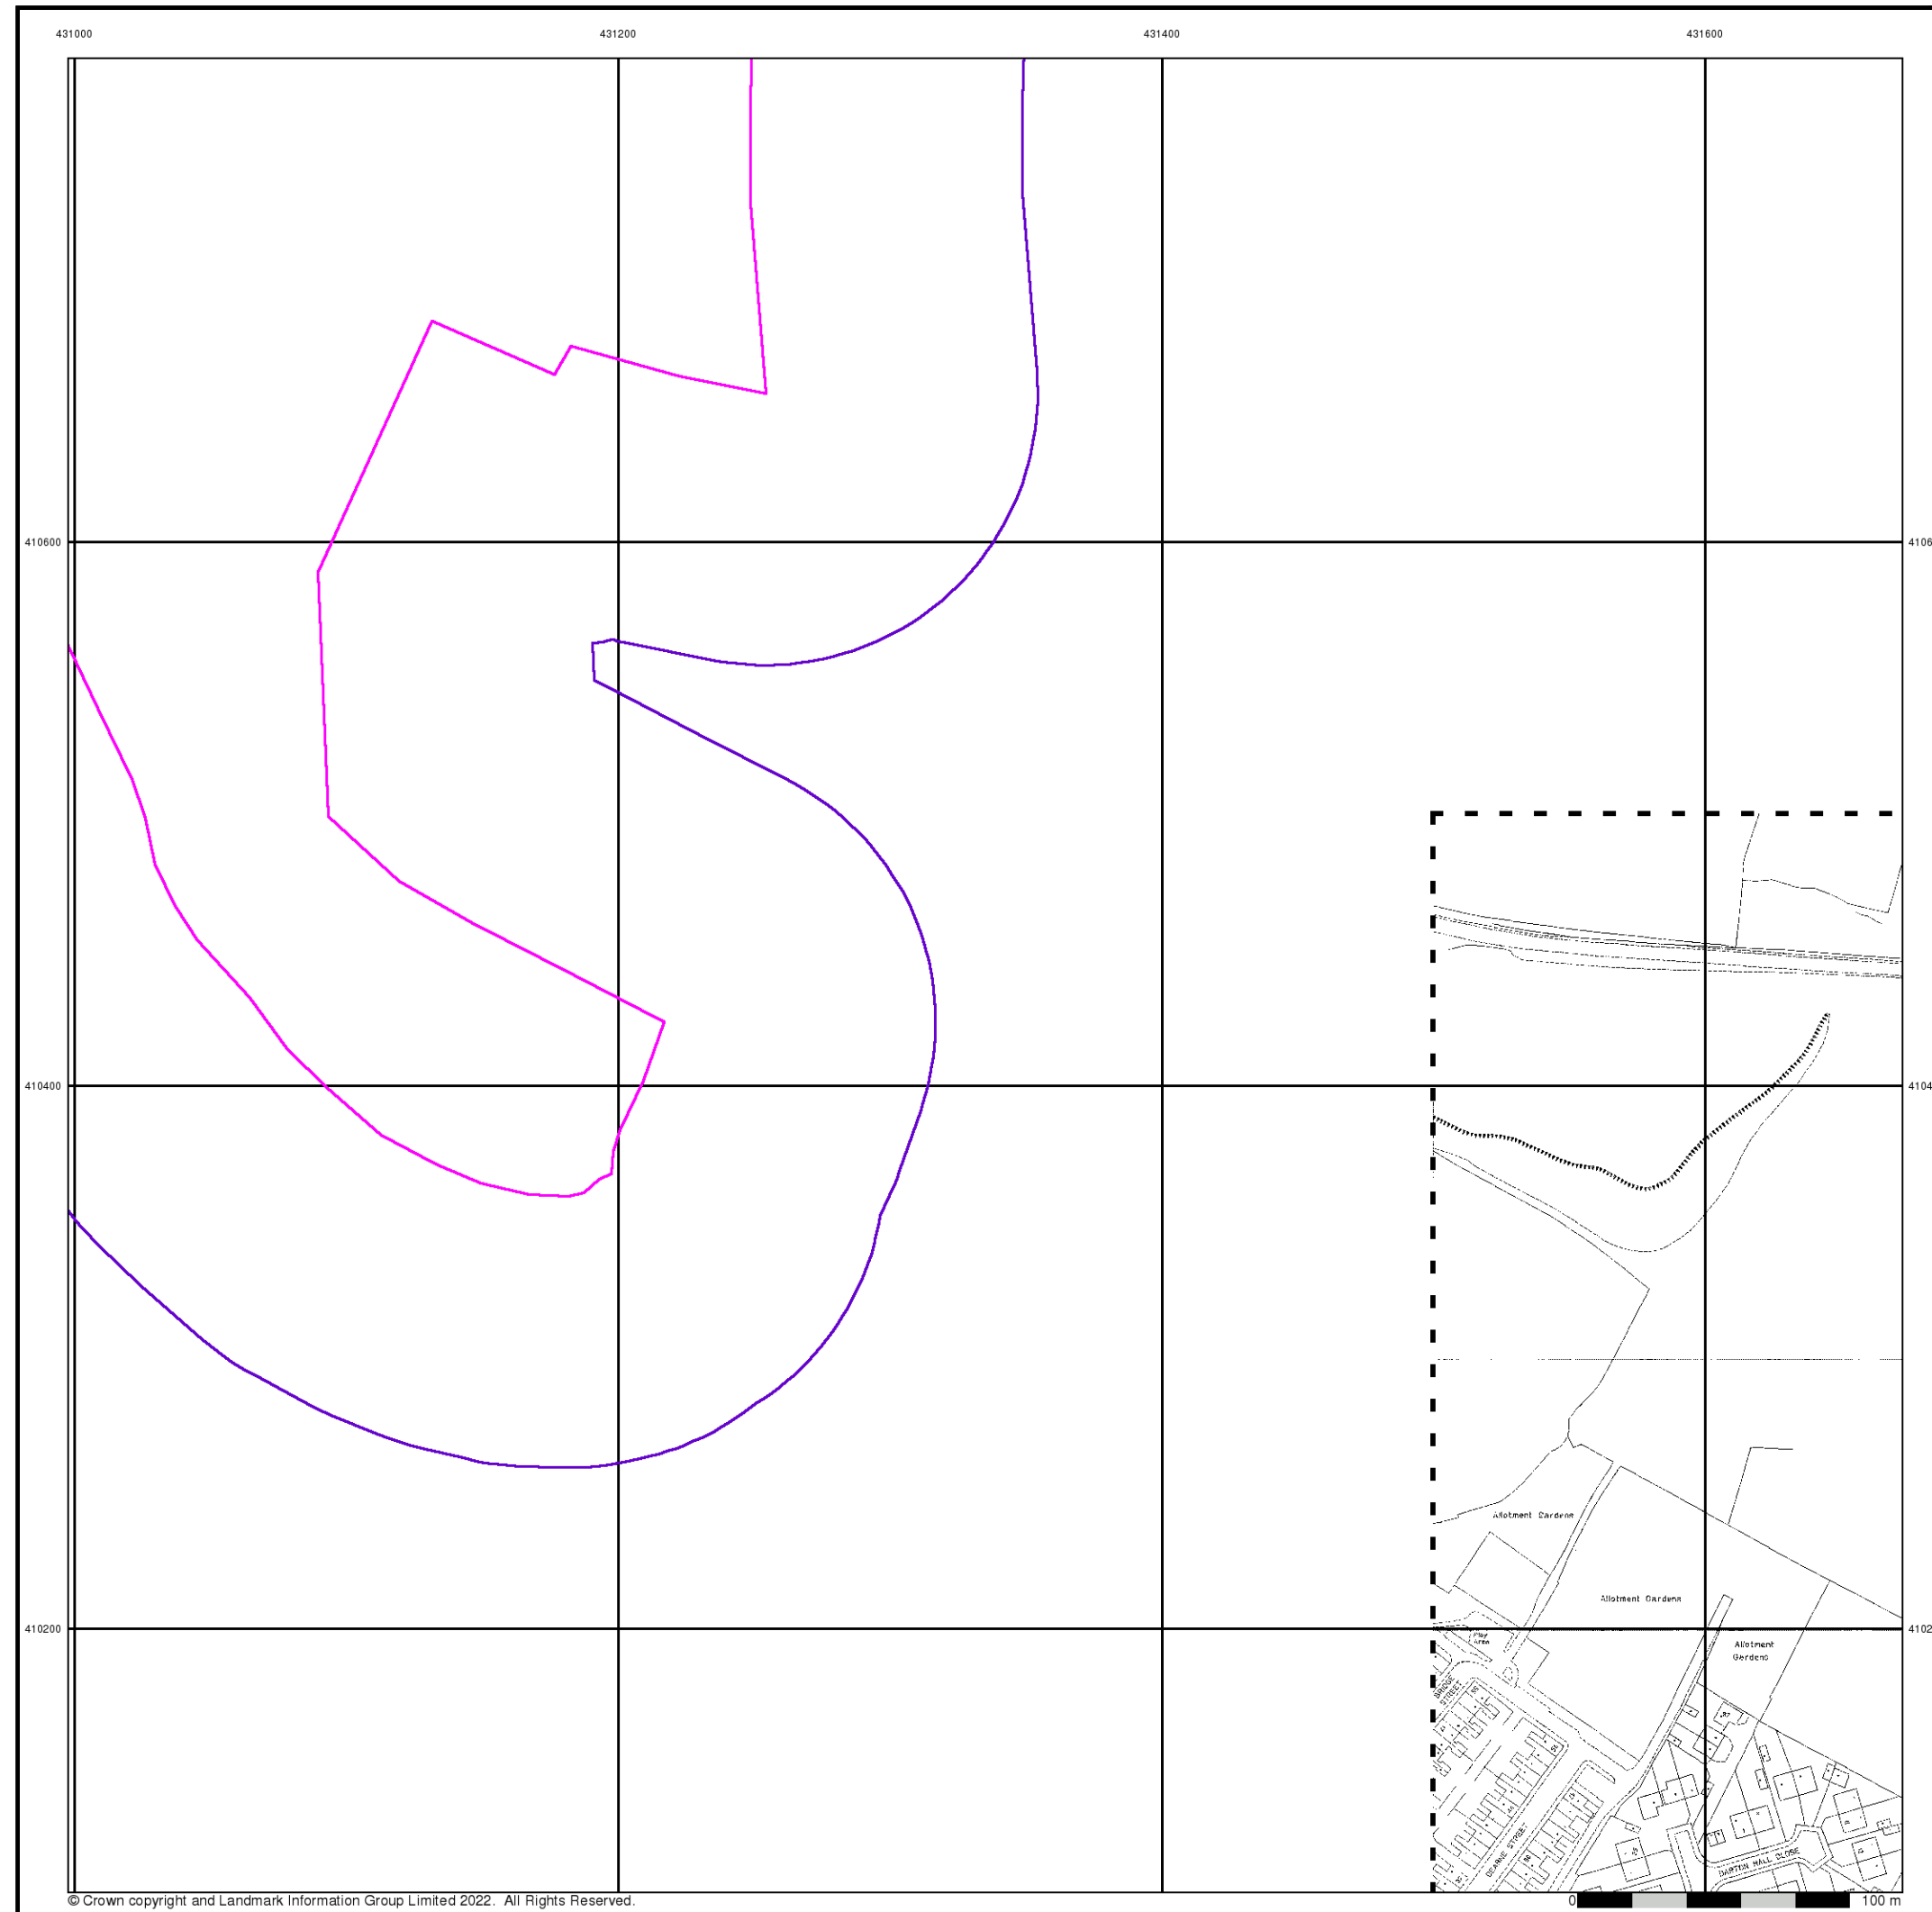 431000 431200 431400 431600
410600 4106
410400 4104
Allotment Gardens
Allotment Gardens
410200 4102
Play
Area
Allotment
Gardens
BRIDGE
STREET
DEARNE STREET
DARTON HALL CLOSE
© Crown copyright and Landmark Information Group Limited 2022. All Rights Reserved. 0 100 m